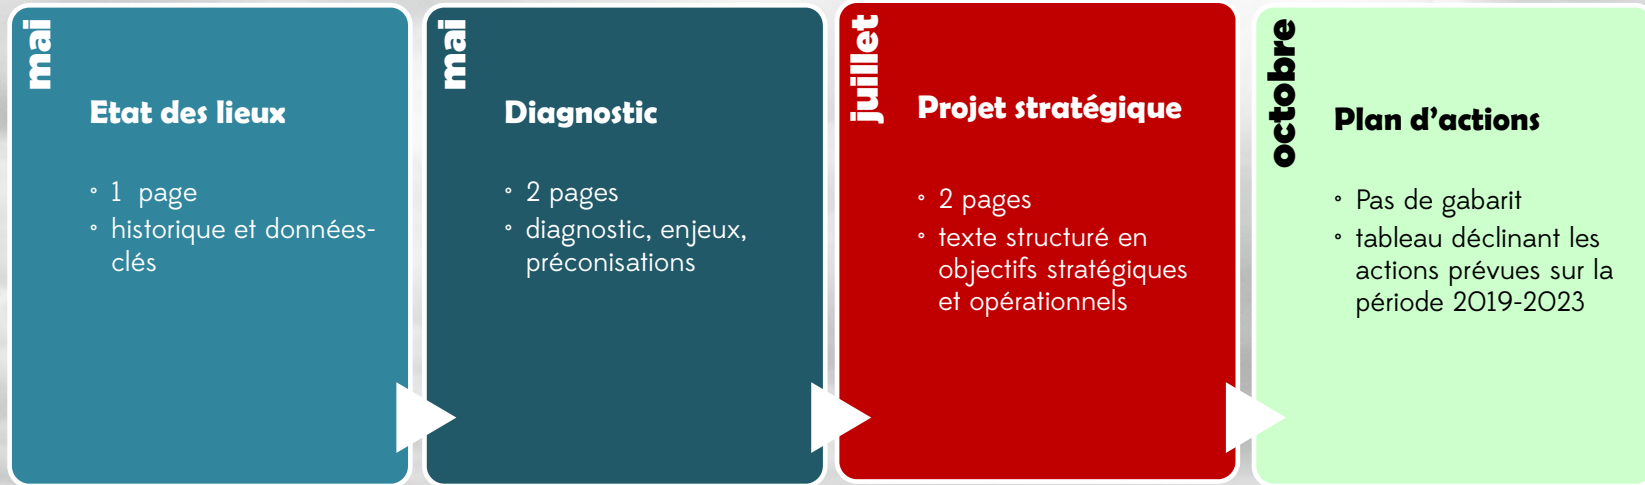 mai
Etat des lieux
° 1 page
° historique et données-
clés
mai
Diagnostic
° 2 pages
° diagnostic, enjeux,
préconisations
juillet
Projet stratégique
° 2 pages
° texte structuré en
objectifs stratégiques
et opérationnels
octobre
Plan d'actions
° Pas de gabarit
° tableau déclinant les
actions prévues sur la
période 2019-2023